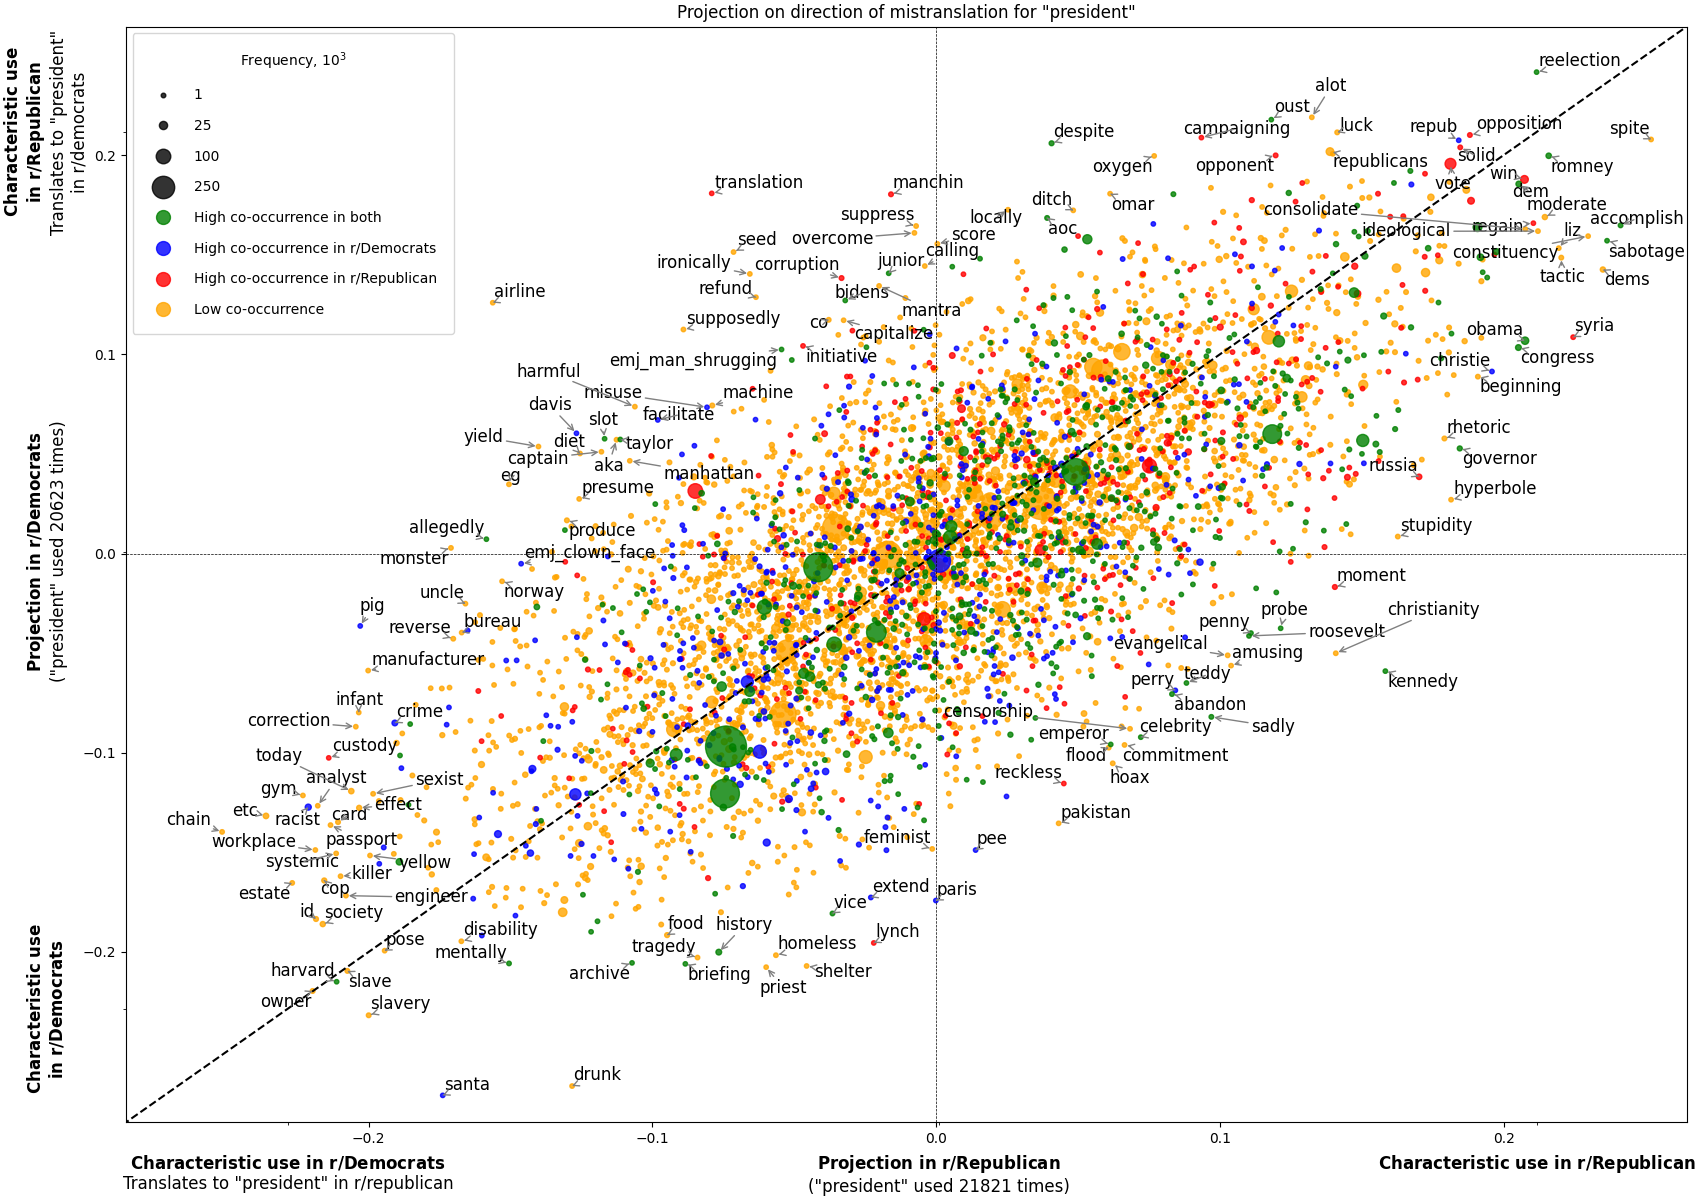 Projection on direction of mistranslation for "president"
Characteristic use
in r/Republican
Translates to "president"
in r/democrats
Projection in r/Democrats
("president" used 20623 times)
Characteristic use
in r/Democrats
Frequency, 10³
1
25
100
250
High co-occurrence in both
High co-occurrence in r/Democrats
High co-occurrence in r/Republican
Low co-occurrence
0.2
0.1
0.0
−0.1
−0.2
reelection
alot
oust
luck
despite
campaigning
repub
opposition
spite
oxygen
opponent
republicans
solid
romney
translation
manchin
vote
win
dem
ditch
omar
moderate
suppress
locally
consolidate
accomplish
seed
overcome
score
aoc
ideological
regain
liz
ironically
corruption
junior
calling
constituency
sabotage
refund
bidens
tactic
dems
airline
mantra
supposedly
co
capitalize
obama
syria
emj_man_shrugging
initiative
christie
congress
harmful
misuse
machine
beginning
davis
slot
facilitate
yield
diet
taylor
rhetoric
captain
aka
manhattan
russia
governor
eg
presume
hyperbole
allegedly
produce
stupidity
monster
emj_clown_face
uncle
norway
moment
pig
reverse
bureau
penny
probe
christianity
roosevelt
manufacturer
evangelical
amusing
perry
teddy
kennedy
infant
crime
abandon
correction
censorship
celebrity
sadly
today
custody
emperor
analyst
sexist
flood
commitment
gym
reckless
hoax
etc
racist
card
effect
chain
pakistan
workplace
passport
feminist
pee
systemic
yellow
killer
estate
cop
engineer
extend
paris
id
society
vice
pose
disability
food
history
lynch
mentally
tragedy
homeless
harvard
slave
archive
briefing
shelter
owner
slavery
priest
santa
drunk
−0.2
−0.1
0.0
0.1
0.2
Characteristic use in r/Democrats
Translates to "president" in r/republican
Projection in r/Republican
("president" used 21821 times)
Characteristic use in r/Republican